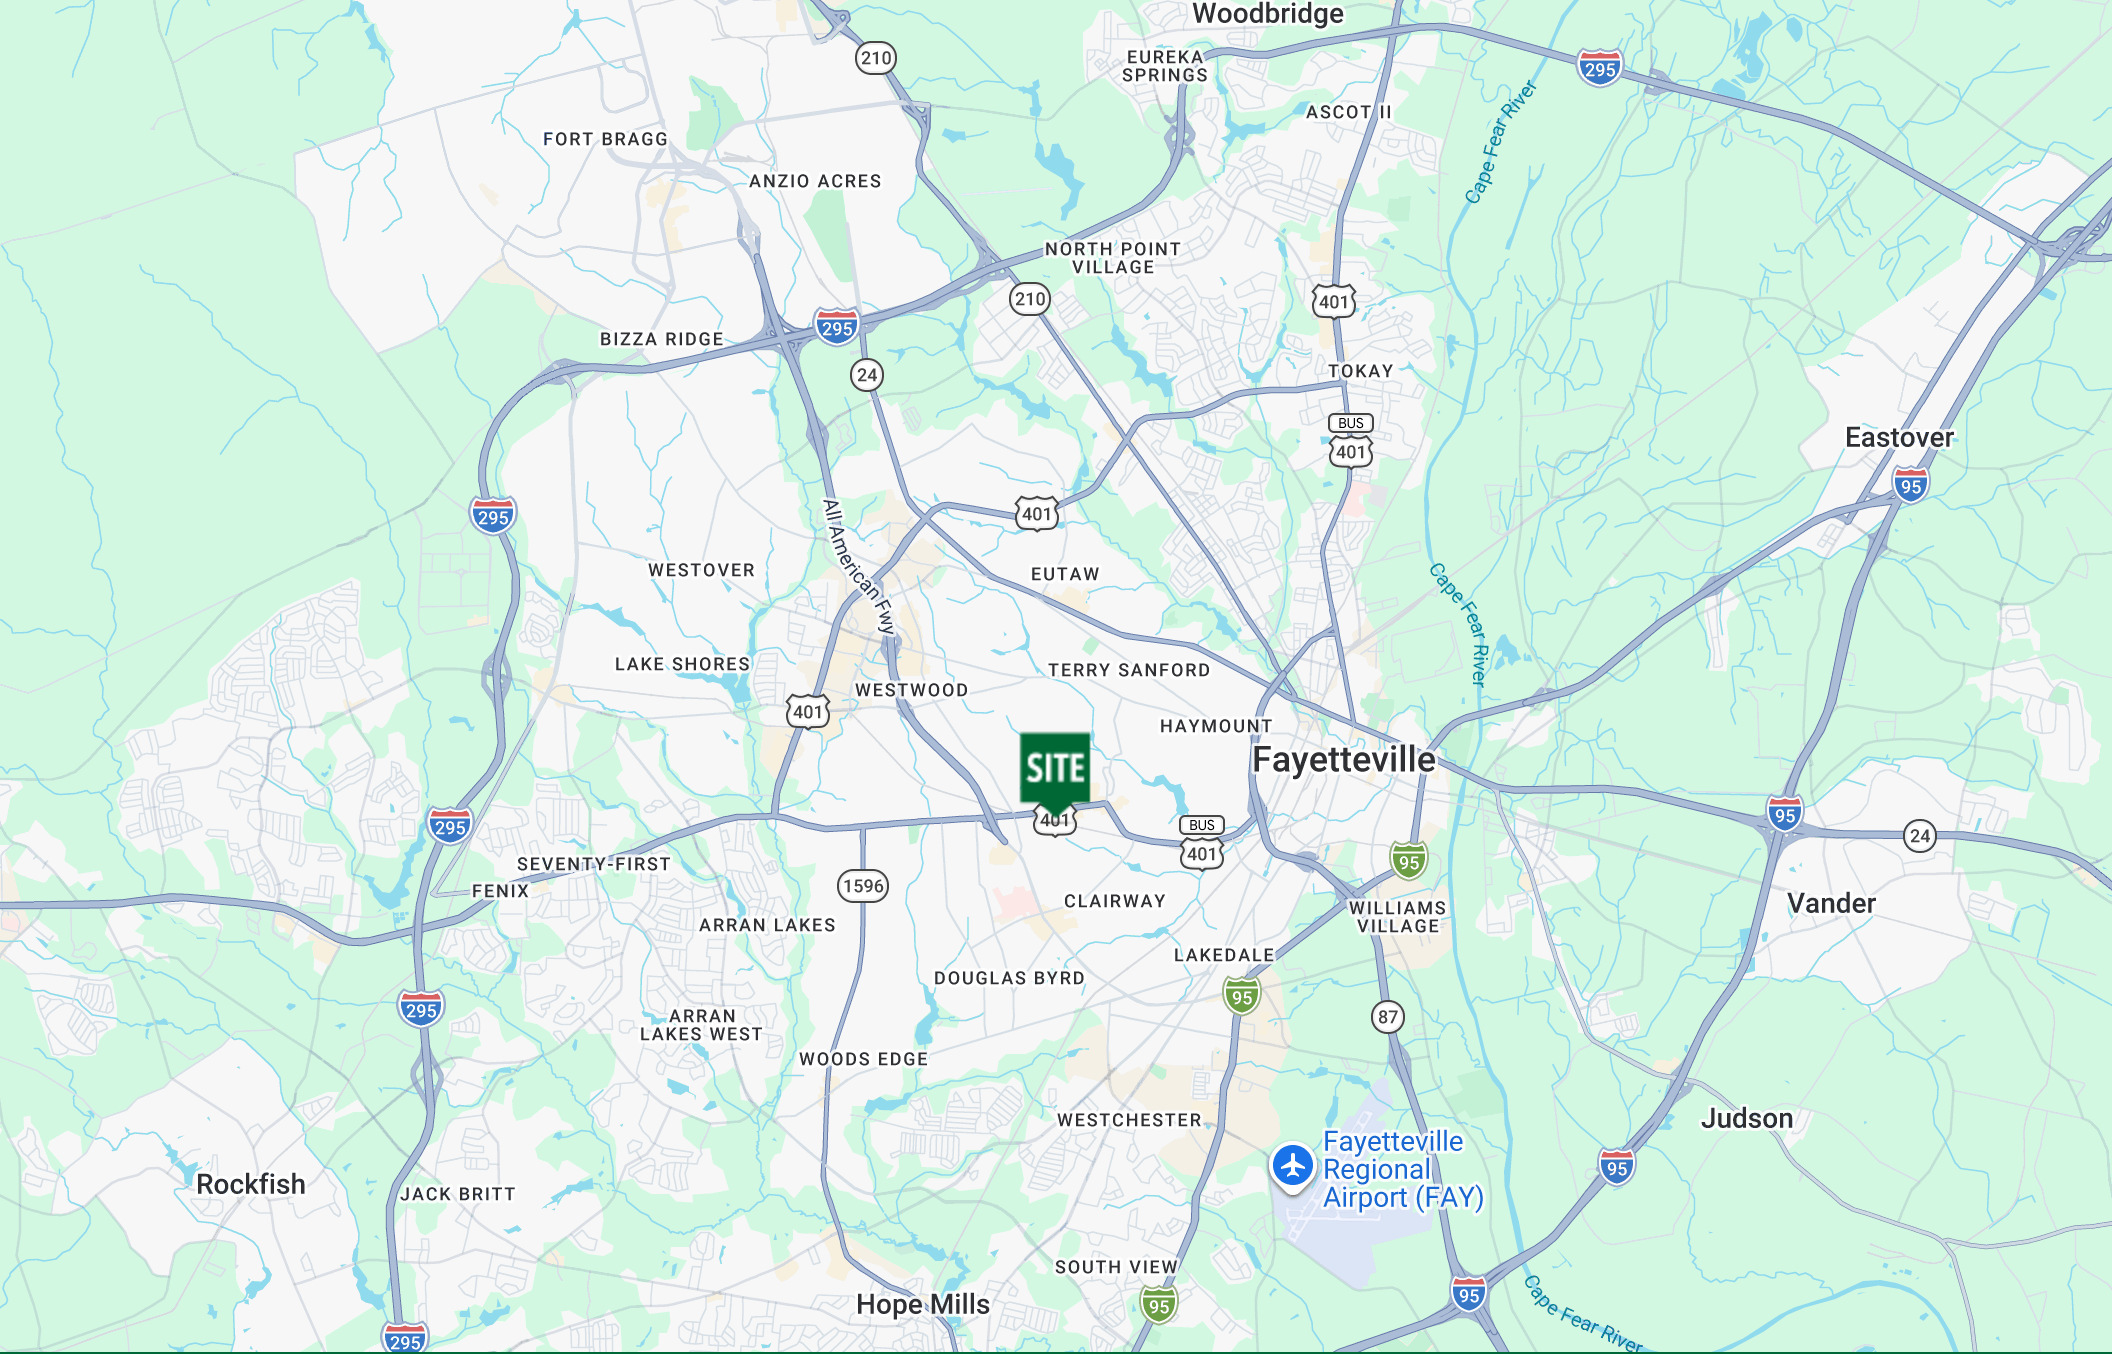 Woodbridge
210
EUREKA
SPRINGS
295
ASCOT II
Cape Fear River
FORT BRAGG
ANZIO ACRES
NORTH POINT
VILLAGE
210
401
295
BIZZA RIDGE
24
TOKAY
BUS
401
Eastover
95
295
401
All American Fwy
WESTOVER
EUTAW
Cape Fear River
LAKE SHORES
TERRY SANFORD
WESTWOOD
401
HAYMOUNT
Fayetteville
SITE
401
BUS
401
295
95
24
95
SEVENTY-FIRST
FENIX
1596
CLAIRWAY
WILLIAMS
VILLAGE
Vander
ARRAN LAKES
LAKEDALE
DOUGLAS BYRD
95
295
87
ARRAN
LAKES WEST
WOODS EDGE
WESTCHESTER
Judson
Fayetteville
Regional
Airport (FAY)
95
Rockfish
JACK BRITT
SOUTH VIEW
95
95
Hope Mills
Cape Fear River
295